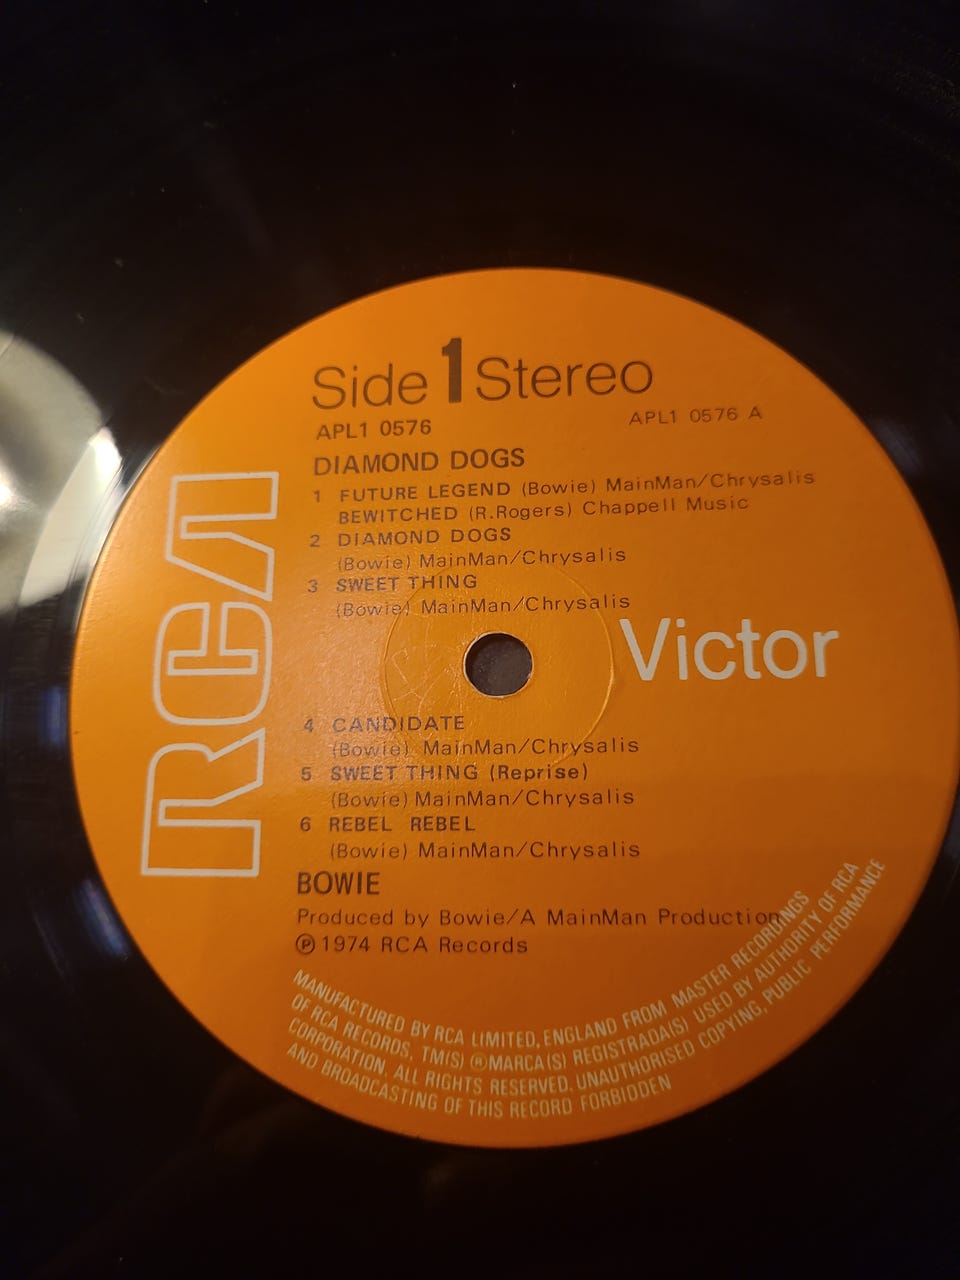 Side 1 Stereo
APL1 0576
APL1 0576 A
DIAMOND DOGS
1 FUTURE LEGEND (Bowie) MainMan/Chrysalis
BEWITCHED (R.Rogers) Chappell Music
2 DIAMOND DOGS
(Bowie) MainMan/Chrysalis
3 SWEET THING
(Bowie) MainMan/Chrysalis
RCA
Victor
4 CANDIDATE
(Bowie) MainMan/Chrysalis
5 SWEET THING (Reprise)
(Bowie) MainMan/Chrysalis
6 REBEL REBEL
(Bowie) MainMan/Chrysalis
BOWIE
Produced by Bowie/A MainMan Production
℗ 1974 RCA Records
MANUFACTURED BY RCA LIMITED, ENGLAND FROM MASTER RECORDINGS
OF RCA RECORDS, TM(S) ® MARCA(S) REGISTRADA(S) USED BY AUTHORITY OF RCA
CORPORATION. ALL RIGHTS RESERVED. UNAUTHORISED COPYING, PUBLIC PERFORMANCE
AND BROADCASTING OF THIS RECORD FORBIDDEN